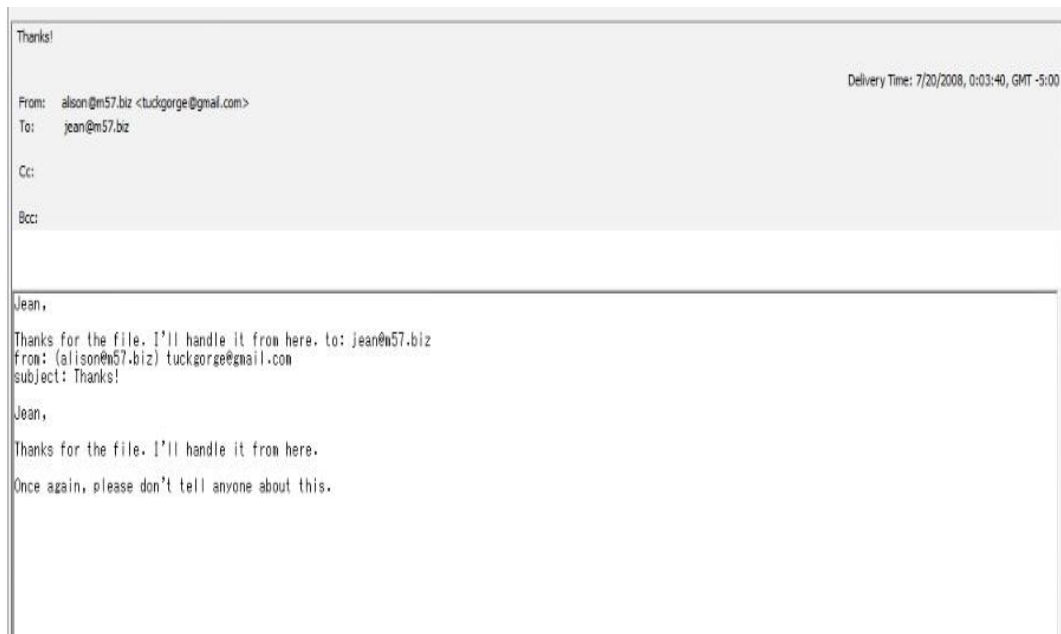 Thanks!
Delivery Time: 7/20/2008, 0:03:40, GMT -5:00
From: alison@m57.biz <tuckgorge@gmail.com>
To: jean@m57.biz
Cc:
Bcc:
Jean,
Thanks for the file. I'll handle it from here. to: jean@m57.biz
from: (alison@m57.biz) tuckgorge@gmail.com
subject: Thanks!
Jean,
Thanks for the file. I'll handle it from here.
Once again, please don't tell anyone about this.